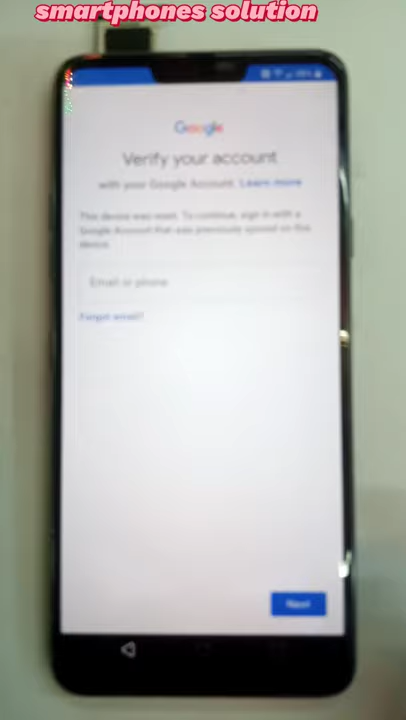 smartphones solution
Google
Verify your account
with your Google Account. Learn more
This device was reset. To continue, sign in with a
Google Account that was previously synced on this
device.
Email or phone
Forgot email?
Next